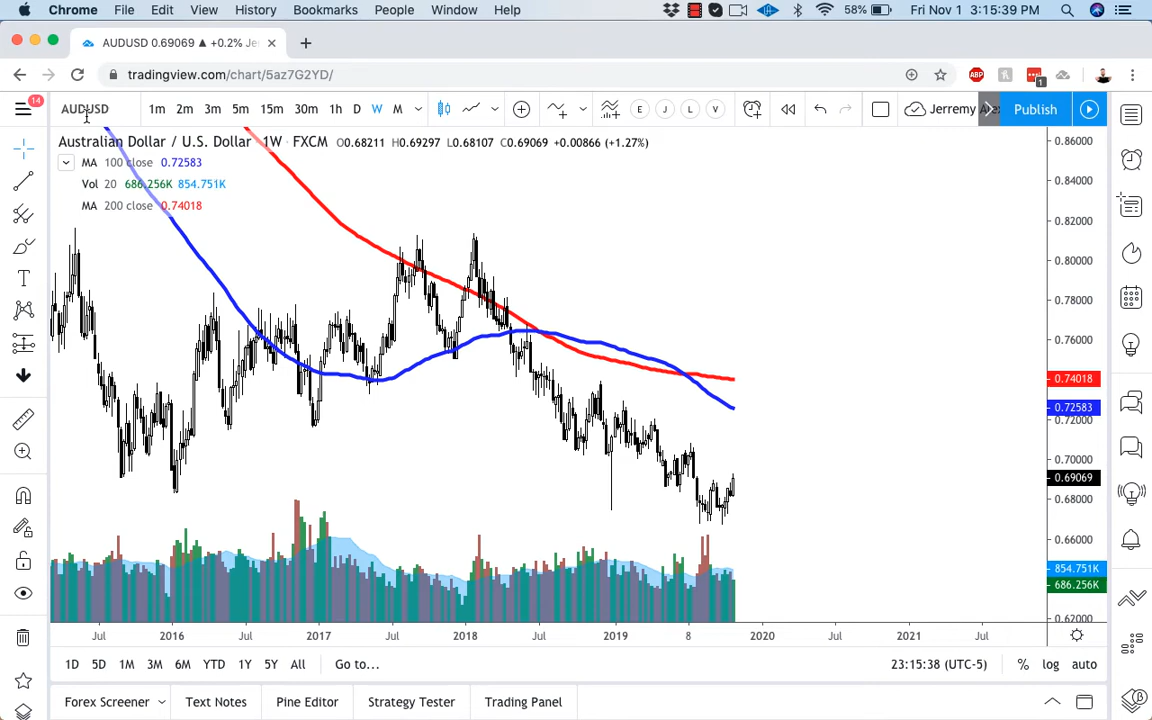 Chrome File Edit View History Bookmarks People Window Help 58% Fri Nov 1 3:15:39 PM
AUDUSD 0.69069 ▲ +0.2% Je
tradingview.com/chart/5az7G2YD/
ABP
1
14
AUDUSD 1m 2m 3m 5m 15m 30m 1h D W M E J L V Jerremy Ale Publish
Australian Dollar / U.S. Dollar · 1W · FXCM O0.68211 H0.69297 L0.68107 C0.69069 +0.00866 (+1.27%)
MA 100 close 0.72583
Vol 20 686.256K 854.751K
MA 200 close 0.74018
0.86000
0.84000
0.82000
0.80000
0.78000
0.76000
0.74018
0.72583
0.72000
0.70000
0.69069
0.68000
0.66000
854.751K
686.256K
0.62000
Jul 2016 Jul 2017 Jul 2018 Jul 2019 8 2020 Jul 2021 Jul
1D 5D 1M 3M 6M YTD 1Y 5Y All Go to... 23:15:38 (UTC-5) % log auto
Forex Screener Text Notes Pine Editor Strategy Tester Trading Panel